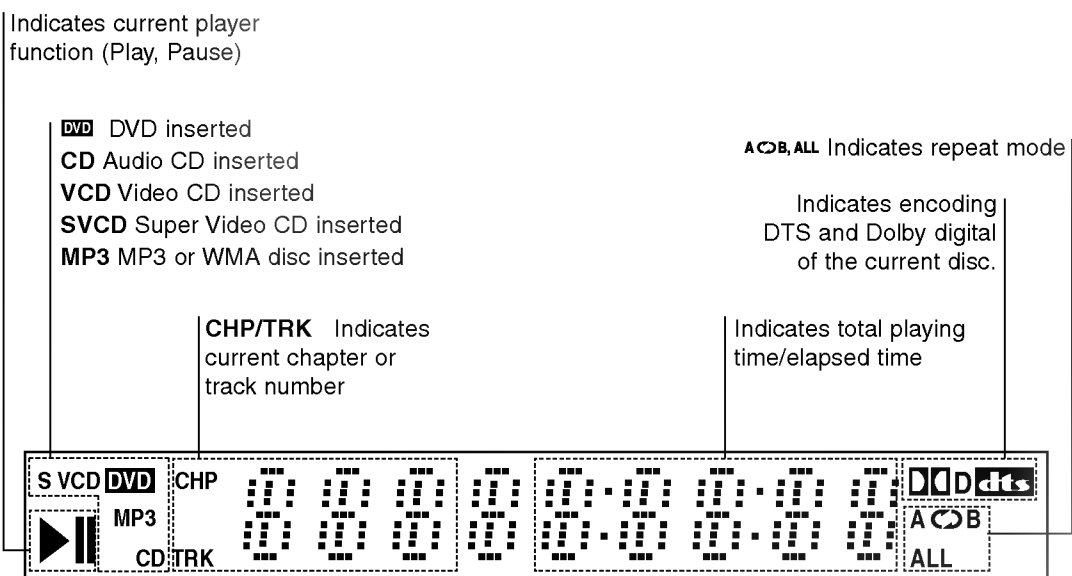 Indicates current player
function (Play, Pause)
DVD DVD inserted
CD Audio CD inserted
VCD Video CD inserted
SVCD Super Video CD inserted
MP3 MP3 or WMA disc inserted
A B, ALL Indicates repeat mode
Indicates encoding
DTS and Dolby digital
of the current disc.
CHP/TRK Indicates
current chapter or
track number
Indicates total playing
time/elapsed time
S VCD DVD CHP
MP3
CD TRK
D dts
A B
ALL